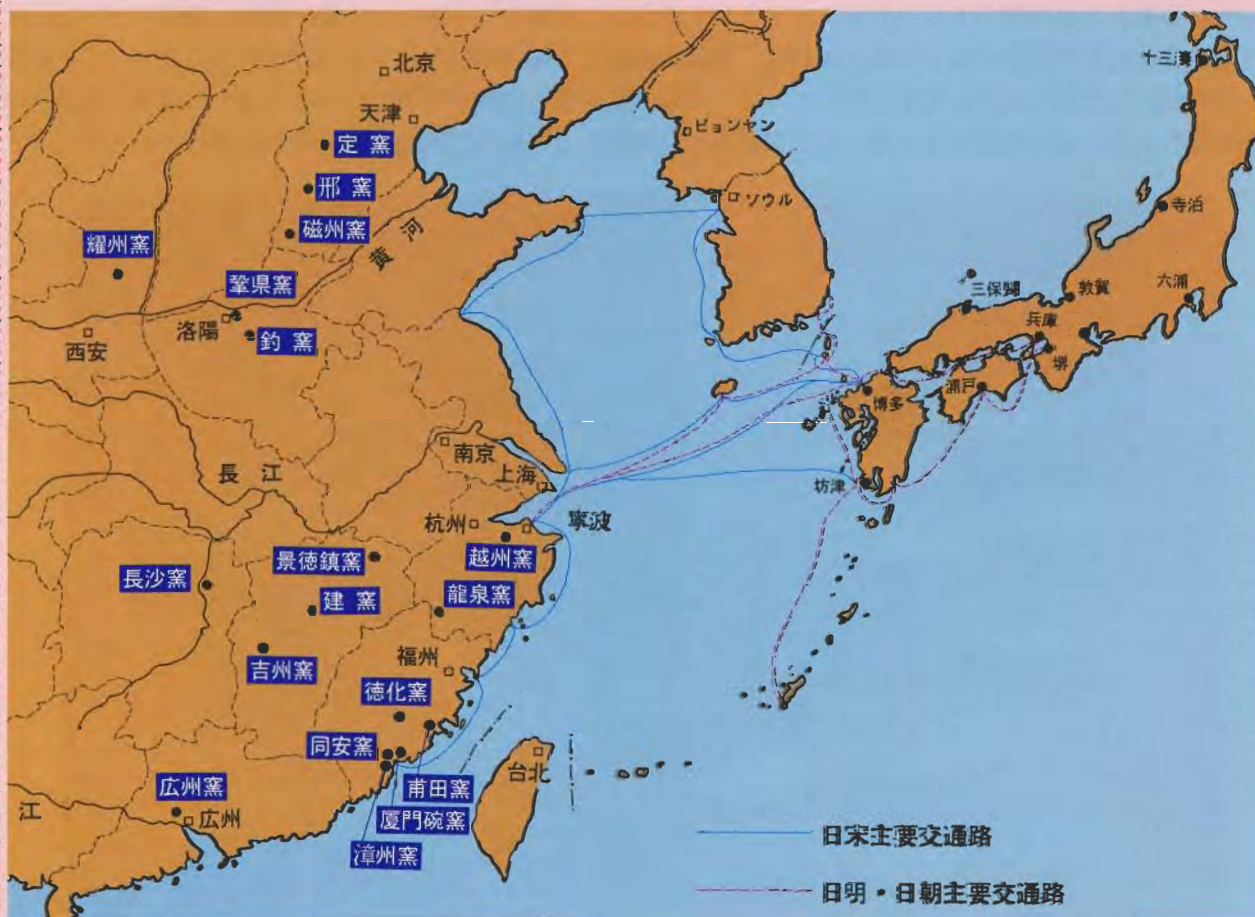 北京
天津
定窯
邢窯
磁州窯
耀州窯
黄河
鞏県窯
洛陽
釣窯
西安
ピョンヤン
ソウル
十三湊
寺泊
三保関
敦賀
六浦
兵庫
堺
浦戸
博多
坊津
南京
上海
長江
杭州
寧波
越州窯
景徳鎮窯
長沙窯
建窯
龍泉窯
吉州窯
福州
徳化窯
同安窯
台北
甫田窯
広州窯
江
広州
厦門碗窯
漳州窯
日宋主要交通路
日明・日朝主要交通路